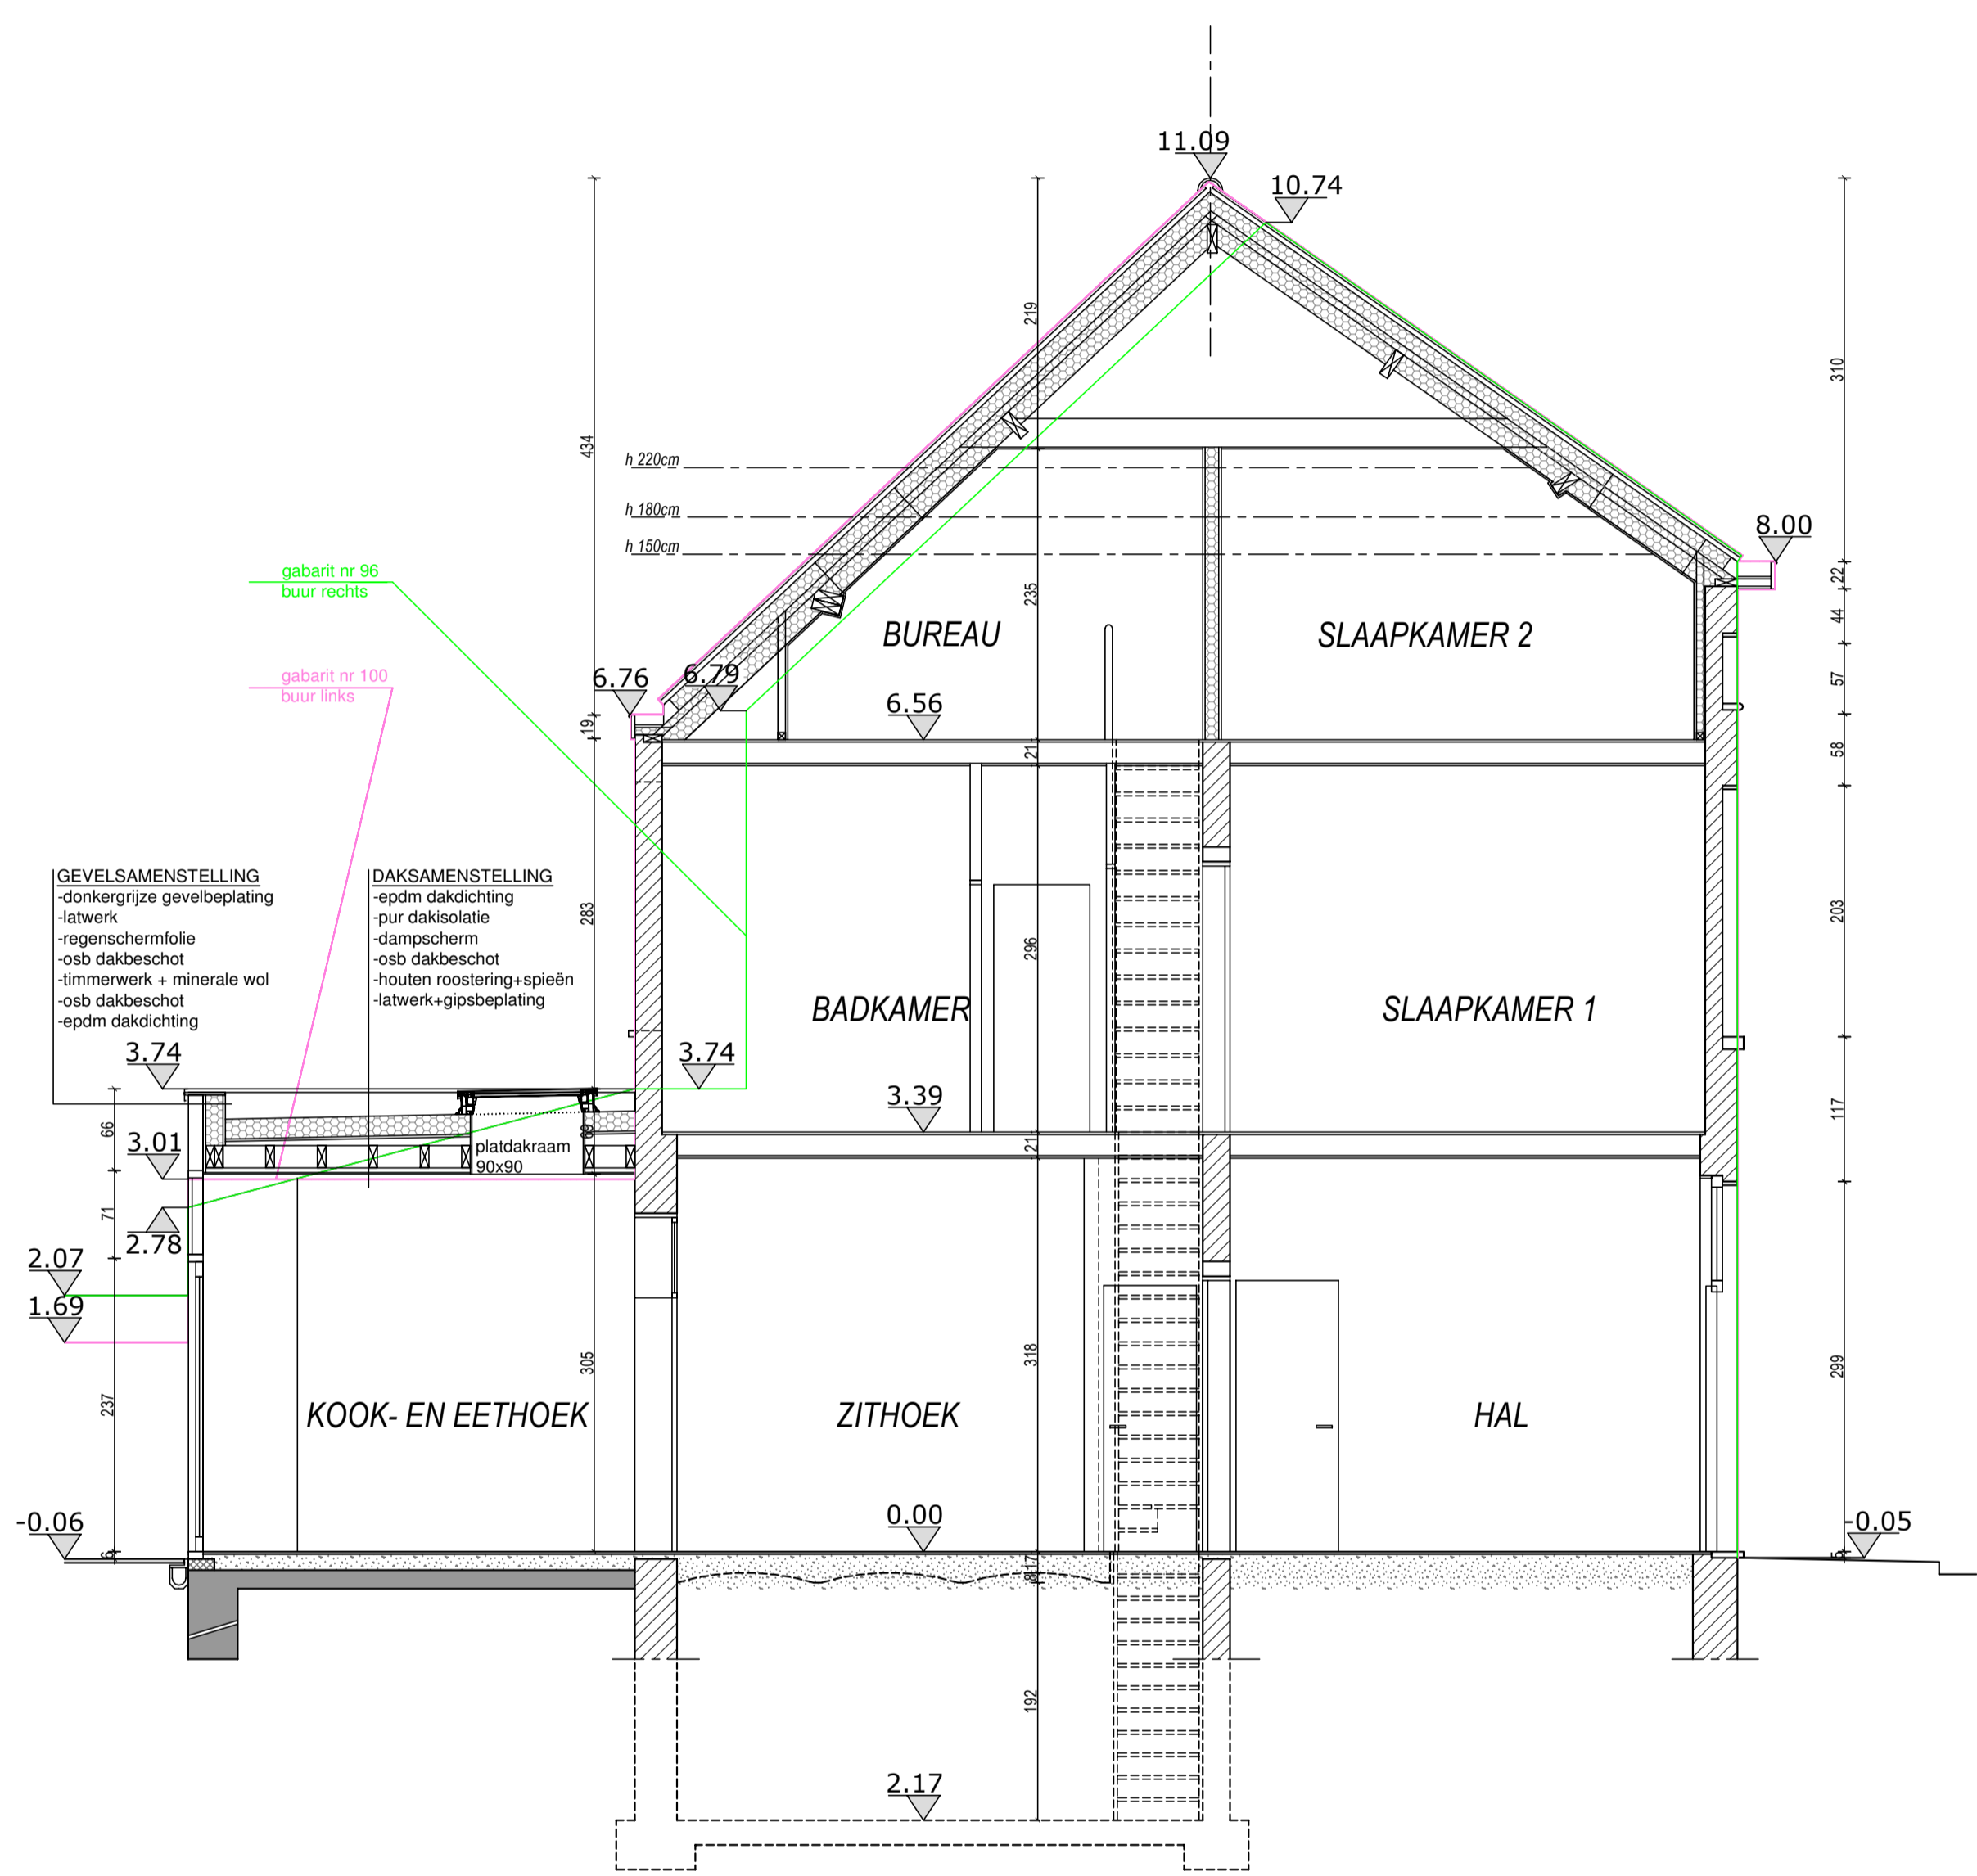 11.09
10.74
219
310
434
h 220cm
h 180cm
h 150cm
8.00
22
gabarit nr 96
buur rechts
235
44
BUREAU
SLAAPKAMER 2
gabarit nr 100
buur links
6.76
6.79
57
6.56
19
21
58
GEVELSAMENSTELLING
-donkergrijze gevelbeplating
-latwerk
-regenschermfolie
-osb dakbeschot
-timmerwerk + minerale wol
-osb dakbeschot
-epdm dakdichting
DAKSAMENSTELLING
-epdm dakdichting
-pur dakisolatie
-dampscherm
-osb dakbeschot
-houten roostering+spieën
-latwerk+gipsbeplating
283
203
296
BADKAMER
SLAAPKAMER 1
3.74
3.74
3.39
117
66
69
3.01
platdakraam
90x90
21
71
2.78
2.07
1.69
305
318
299
237
KOOK- EN EETHOEK
ZITHOEK
HAL
-0.06
0.00
-0.05
6
817
192
2.17